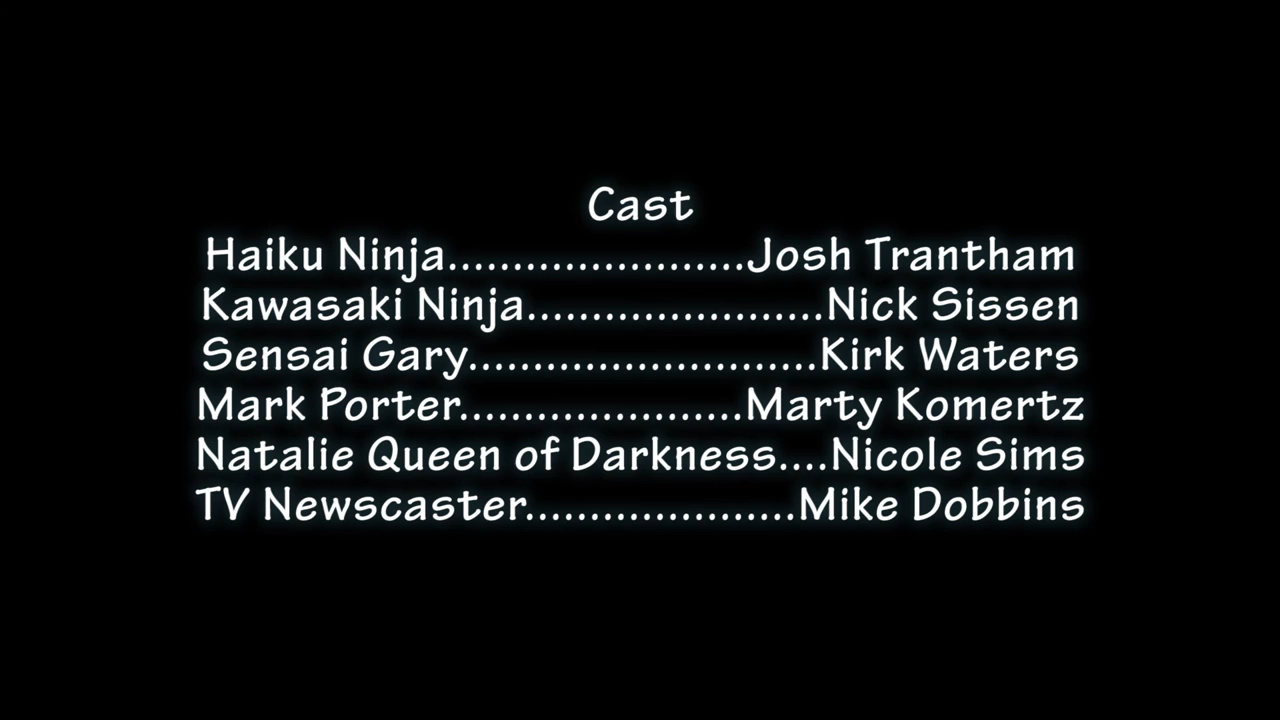 Cast
Haiku Ninja.......................Josh Trantham
Kawasaki Ninja.......................Nick Sissen
Sensai Gary...........................Kirk Waters
Mark Porter......................Marty Komertz
Natalie Queen of Darkness....Nicole Sims
TV Newscaster.....................Mike Dobbins